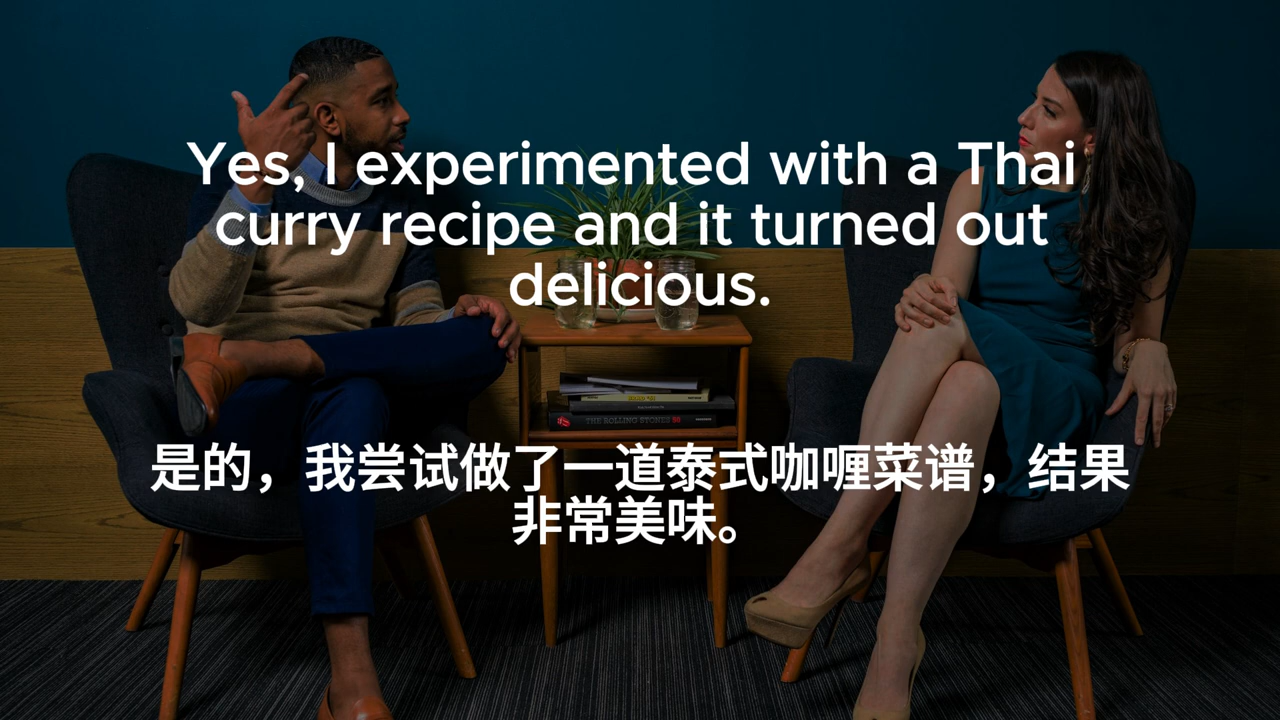 Yes, I experimented with a Thai
curry recipe and it turned out
delicious.
THE ROLLING STONES
是的，我尝试做了一道泰式咖喱菜谱，结果
非常美味。